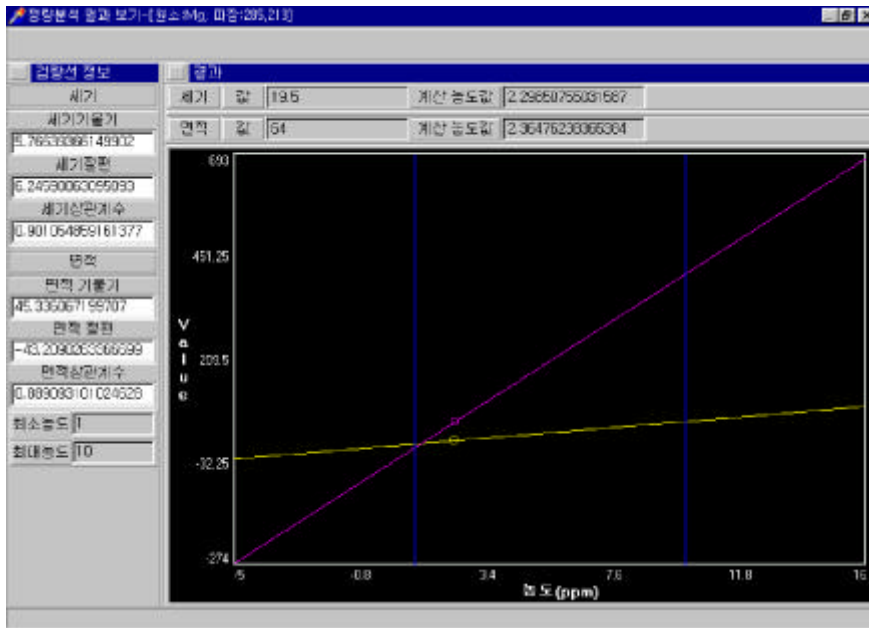 정량분석 결과 보기-[원소:Mg, 파장:285,213]
검량선 정보
세기
세기기울기
5.76539366149902
세기절편
6.24590063095093
세기상관계수
0.901054859161377
면적
면적 기울기
45.336067199707
면적 절편
-43.2090263366699
면적상관계수
0.889093101024628
최소농도 1
최대농도 10
결과
세기 값 19.5 계산 농도값 2.29850755031587
면적 값 64 계산 농도값 2.36476238366384
693
451.25
209.5
-32.25
-274
Value
-5 -0.8 3.4 7.6 11.8 16
농도(ppm)